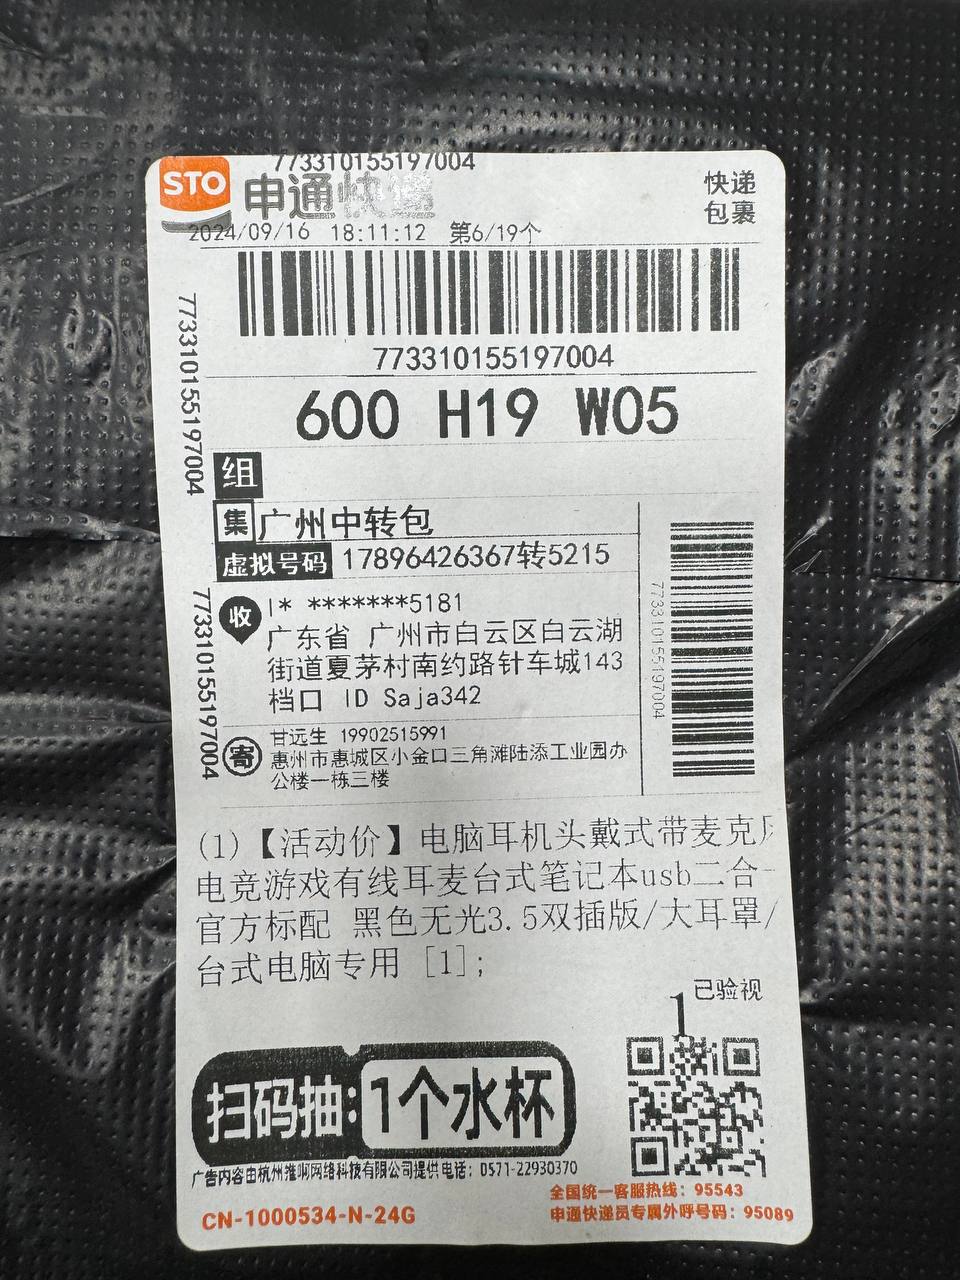 773310155197004
STO 申通快递
快递
包裹
2024/09/16 18:11:12 第6/19个
773310155197004
773310155197004
600 H19 W05
组
集 广州中转包
虚拟号码 17896426367转5215
773310155197004
收 l* *******5181
广东省 广州市白云区白云湖
街道夏茅村南约路针车城143
档口 ID Saja342
773310155197004
寄 甘远生 19902515991
惠州市惠城区小金口三角滩陆添工业园办
公楼一栋三楼
(1)【活动价】电脑耳机头戴式带麦克
电竞游戏有线耳麦台式笔记本usb二合一
官方标配 黑色无光3.5双插版/大耳罩/
台式电脑专用 [1];
已验视
1
扫码抽:1个水杯
广告内容由杭州推啊网络科技有限公司提供电话：0571-22930370
全国统一客服热线：95543
CN-1000534-N-24G
申通快递员专属外呼号码：95089